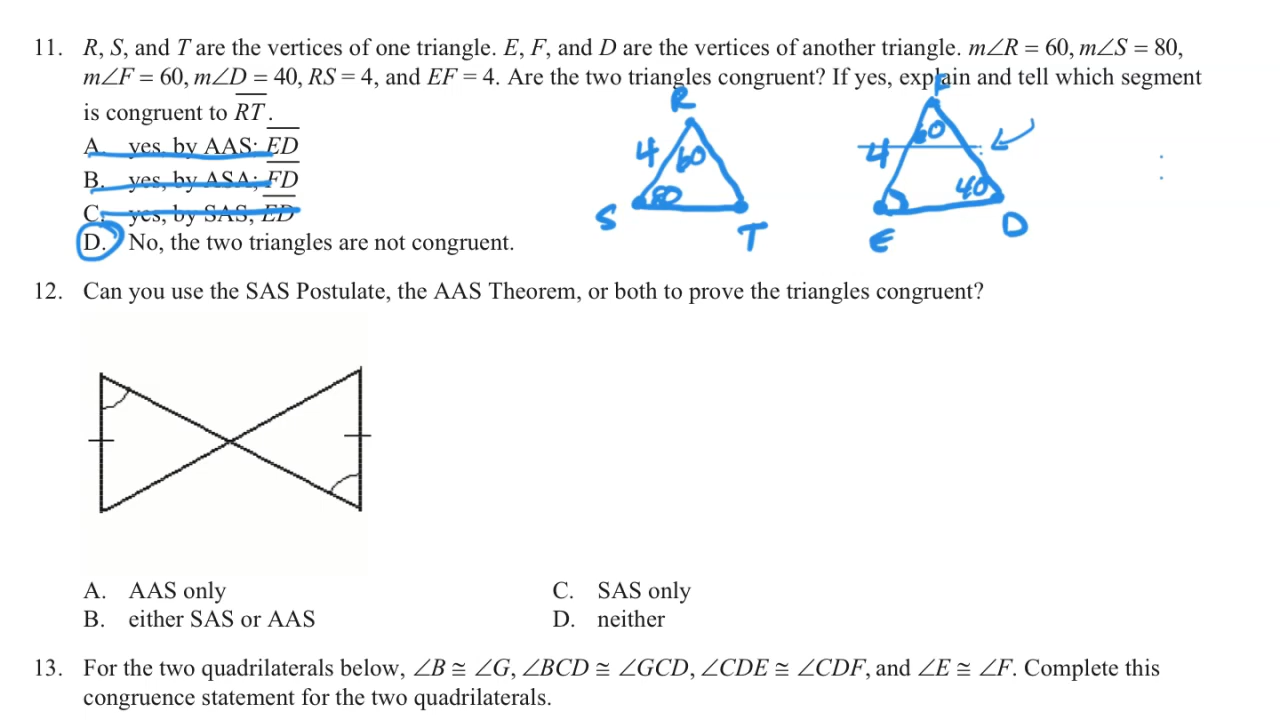 11. R, S, and T are the vertices of one triangle. E, F, and D are the vertices of another triangle. m∠R = 60, m∠S = 80,
m∠F = 60, m∠D = 40, RS = 4, and EF = 4. Are the two triangles congruent? If yes, explain and tell which segment
is congruent to RT.
A. yes, by AAS; ED
B. yes, by ASA; FD
C. yes, by SAS; ED
D. No, the two triangles are not congruent.
R
4 60
80
S
T
F
60
4
40
E
D
12. Can you use the SAS Postulate, the AAS Theorem, or both to prove the triangles congruent?
A. AAS only
B. either SAS or AAS
C. SAS only
D. neither
13. For the two quadrilaterals below, ∠B ≅ ∠G, ∠BCD ≅ ∠GCD, ∠CDE ≅ ∠CDF, and ∠E ≅ ∠F. Complete this
congruence statement for the two quadrilaterals.